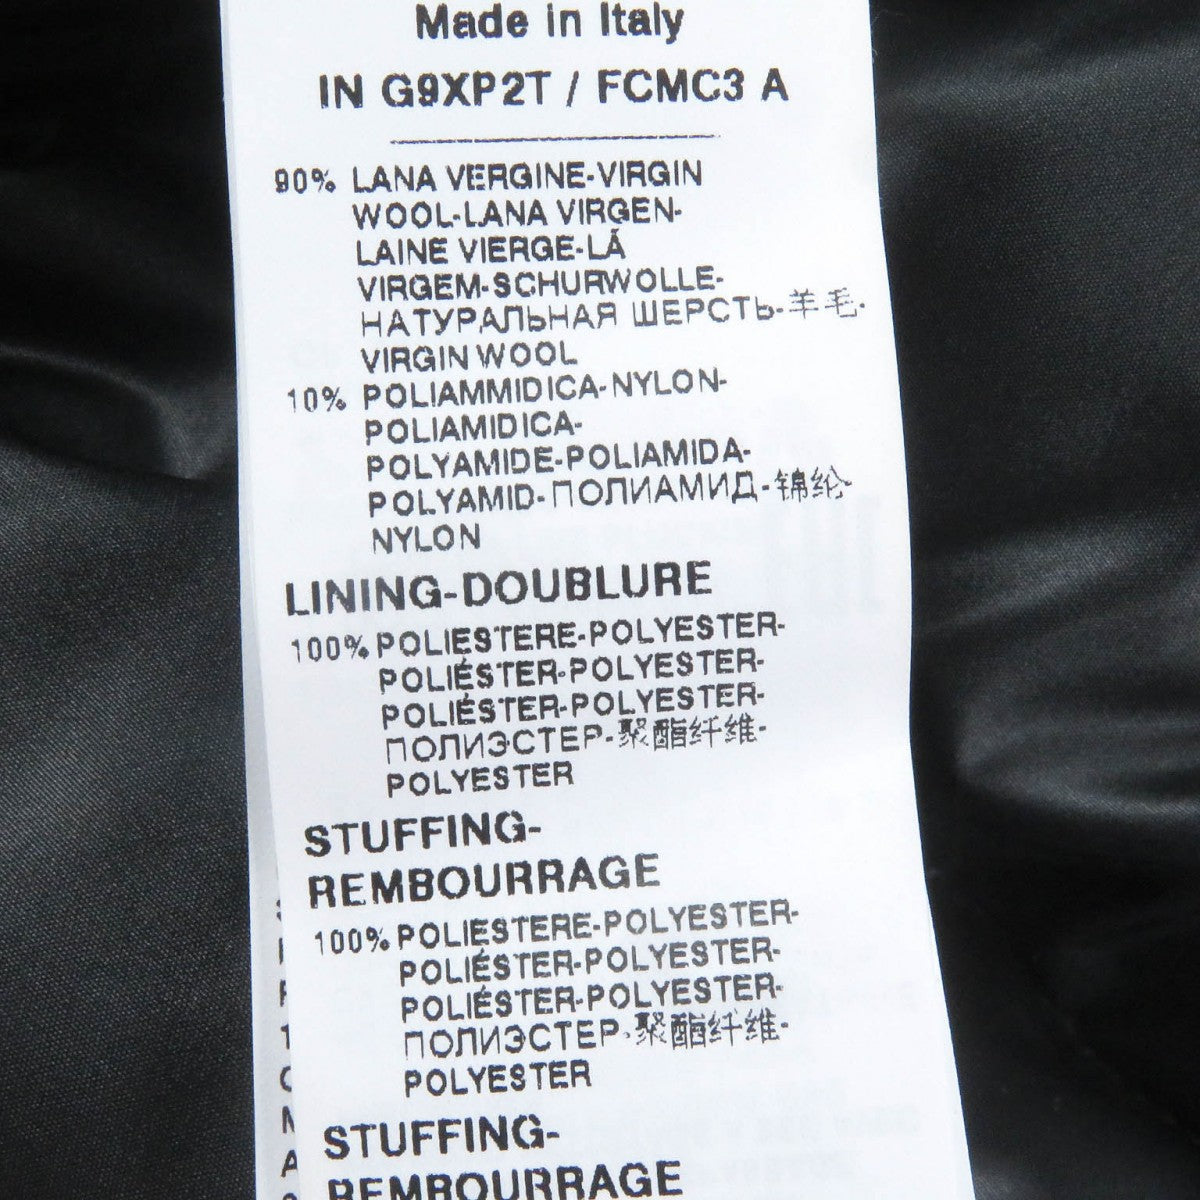 Made in Italy
IN G9XP2T / FCMC3 A
90% LANA VERGINE-VIRGIN
WOOL-LANA VIRGEN-
LAINE VIERGE-LÃ
VIRGEM-SCHURWOLLE-
НАТУРАЛЬНАЯ ШЕРСТЬ-羊毛-
VIRGIN WOOL
10% POLIAMMIDICA-NYLON-
POLIAMIDICA-
POLYAMIDE-POLIAMIDA-
POLYAMID-ПОЛИАМИД-锦纶-
NYLON
LINING-DOUBLURE
100% POLIESTERE-POLYESTER-
POLIÉSTER-POLYESTER-
POLIÉSTER-POLYESTER-
ПОЛИЭСТЕР-聚酯纤维-
POLYESTER
STUFFING-
REMBOURRAGE
100% POLIESTERE-POLYESTER-
POLIÉSTER-POLYESTER-
POLIÉSTER-POLYESTER-
ПОЛИЭСТЕР-聚酯纤维-
POLYESTER
STUFFING-
REMBOURRAGE